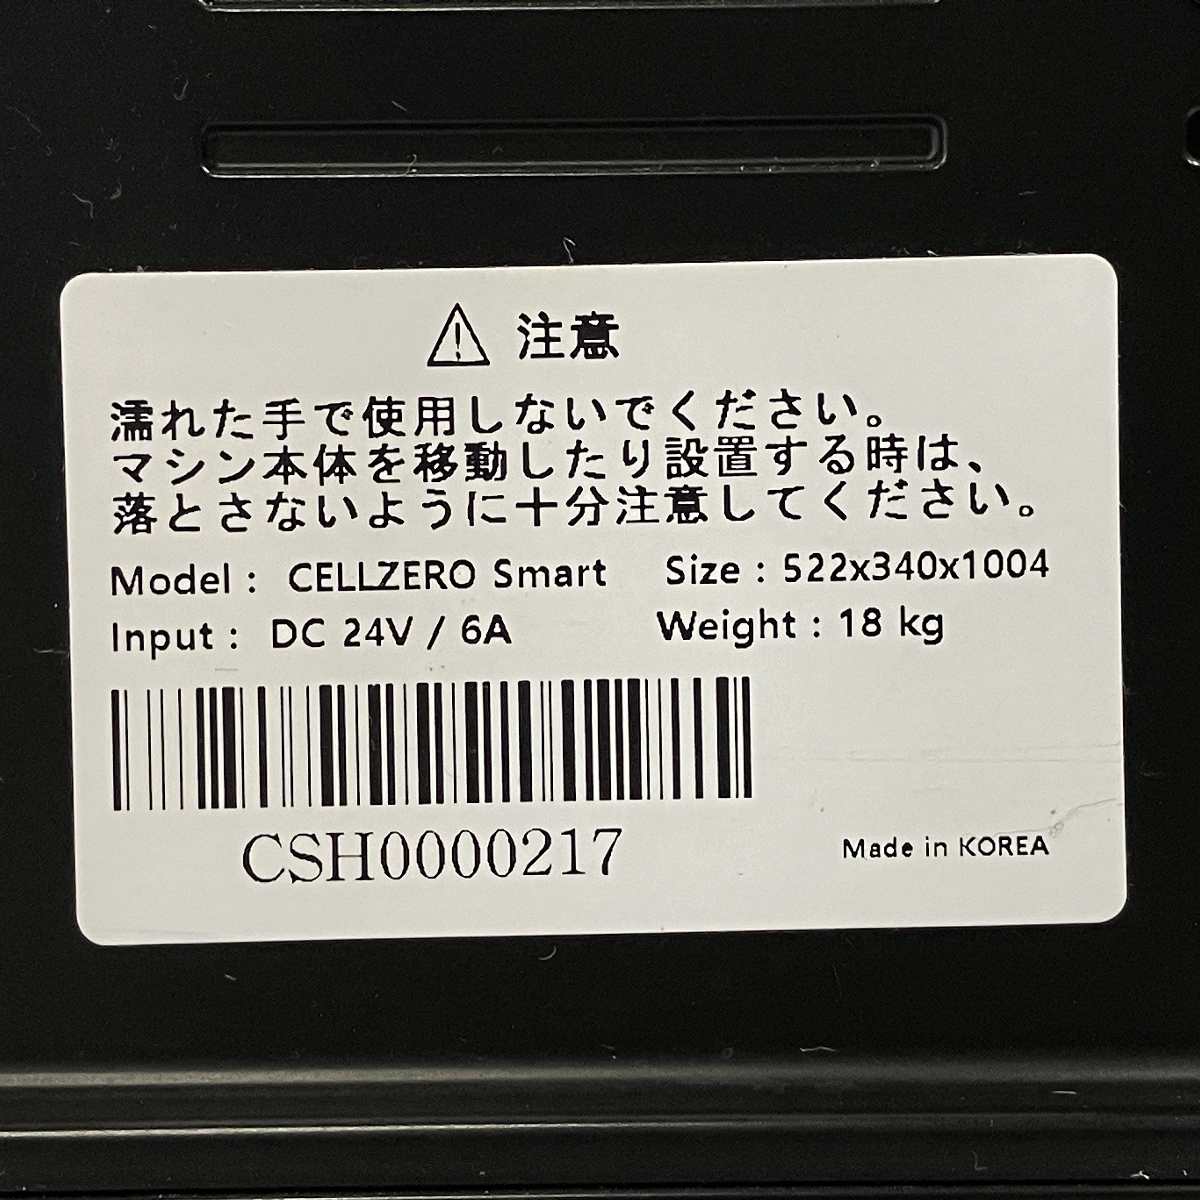 注意
濡れた手で使用しないでください。
マシン本体を移動したり設置する時は、
落とさないように十分注意してください。
Model : CELLZERO Smart Size : 522x340x1004
Input : DC 24V / 6A Weight : 18 kg
CSH0000217
Made in KOREA